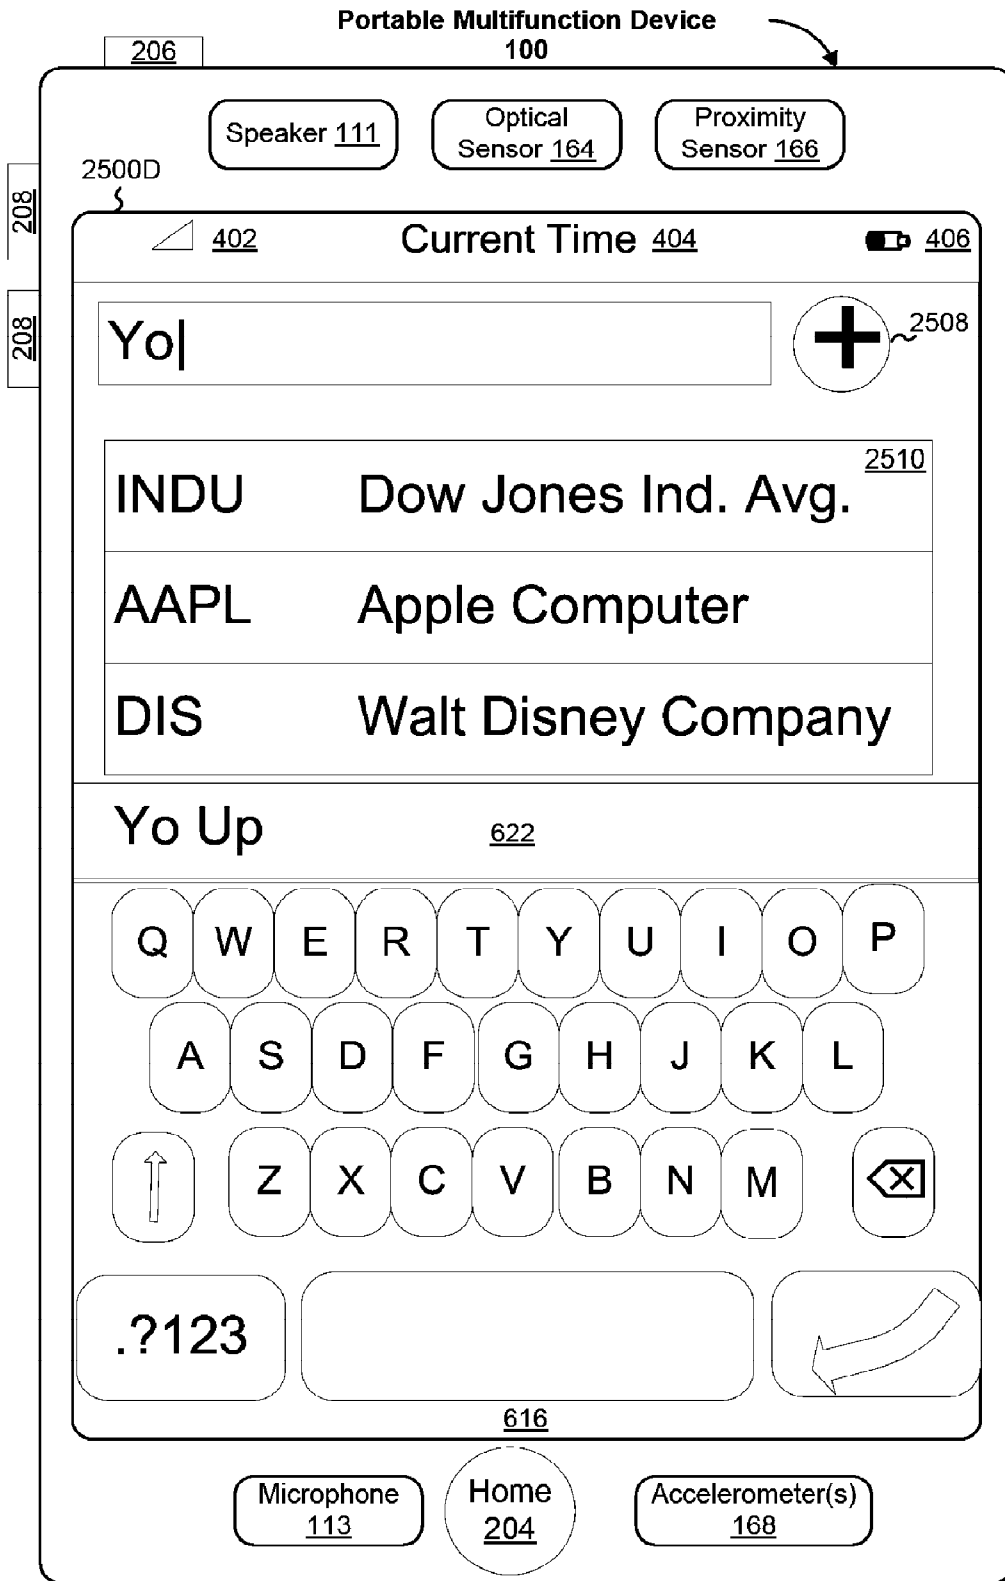 Portable Multifunction Device
100
206
Speaker 111
Optical
Sensor 164
Proximity
Sensor 166
2500D
208
402 Current Time 404 406
208
Yo
2508
2510
INDU Dow Jones Ind. Avg.
AAPL Apple Computer
DIS Walt Disney Company
Yo Up 622
Q W E R T Y U I O P
A S D F G H J K L
Z X C V B N M
.?123
616
Microphone
113
Home
204
Accelerometer(s)
168